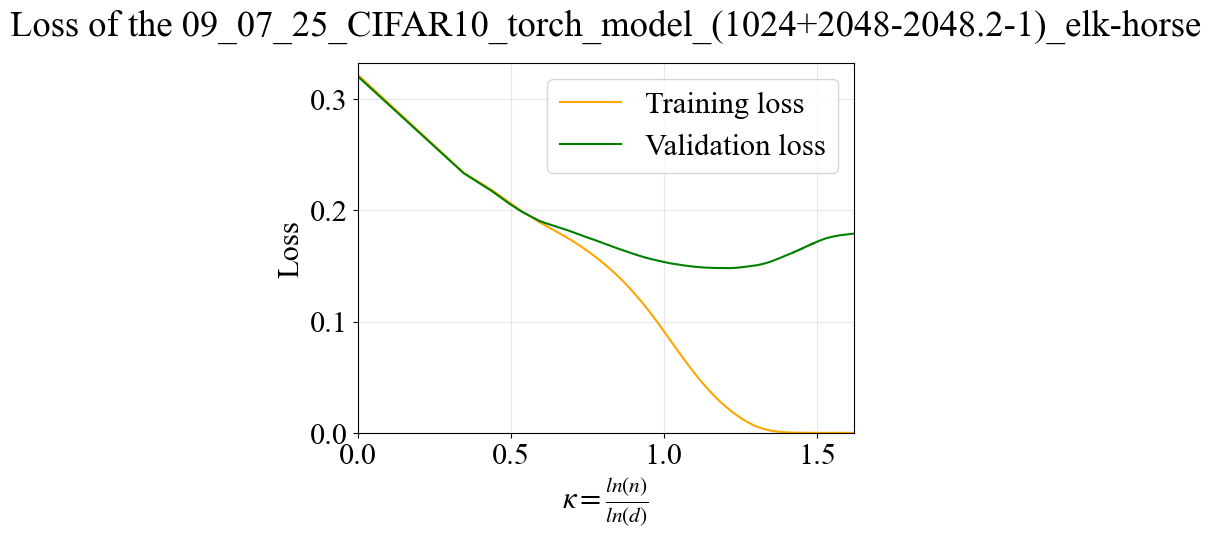 Loss of the 09_07_25_CIFAR10_torch_model_(1024+2048-2048.2-1)_elk-horse
Training loss
Validation loss
Loss
0.3
0.2
0.1
0.0
0.0 0.5 1.0 1.5
κ = ln(n) / ln(d)